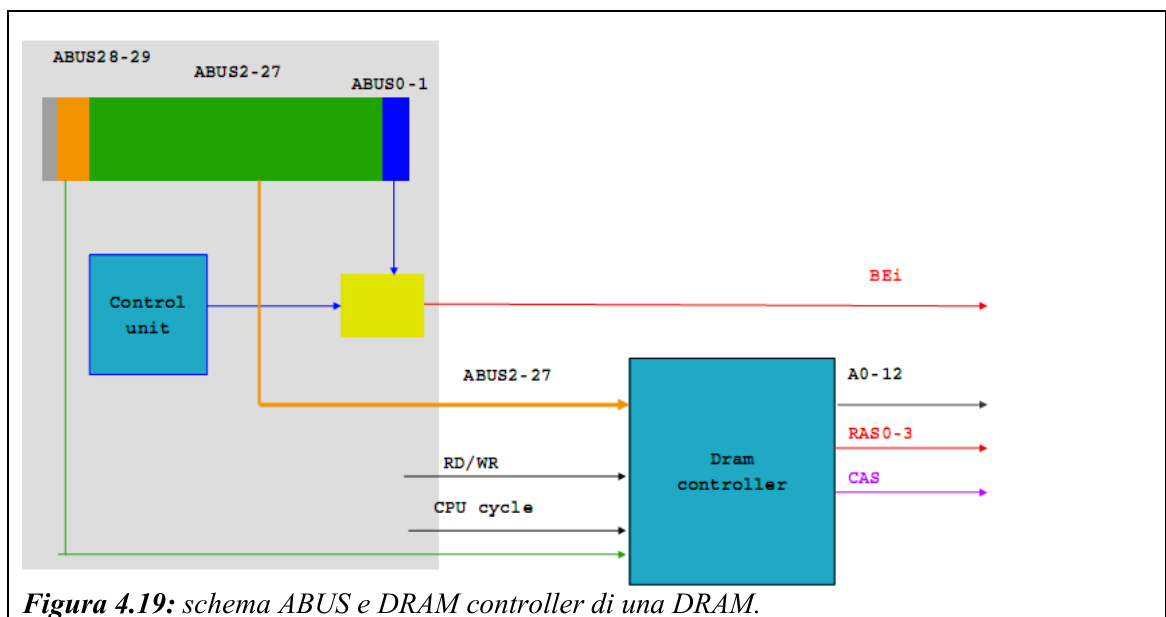 ABUS28-29
ABUS2-27
ABUS0-1
BEi
Control
unit
ABUS2-27
A0-12
RAS0-3
RD/WR
Dram
controller
CAS
CPU cycle
Figura 4.19: schema ABUS e DRAM controller di una DRAM.